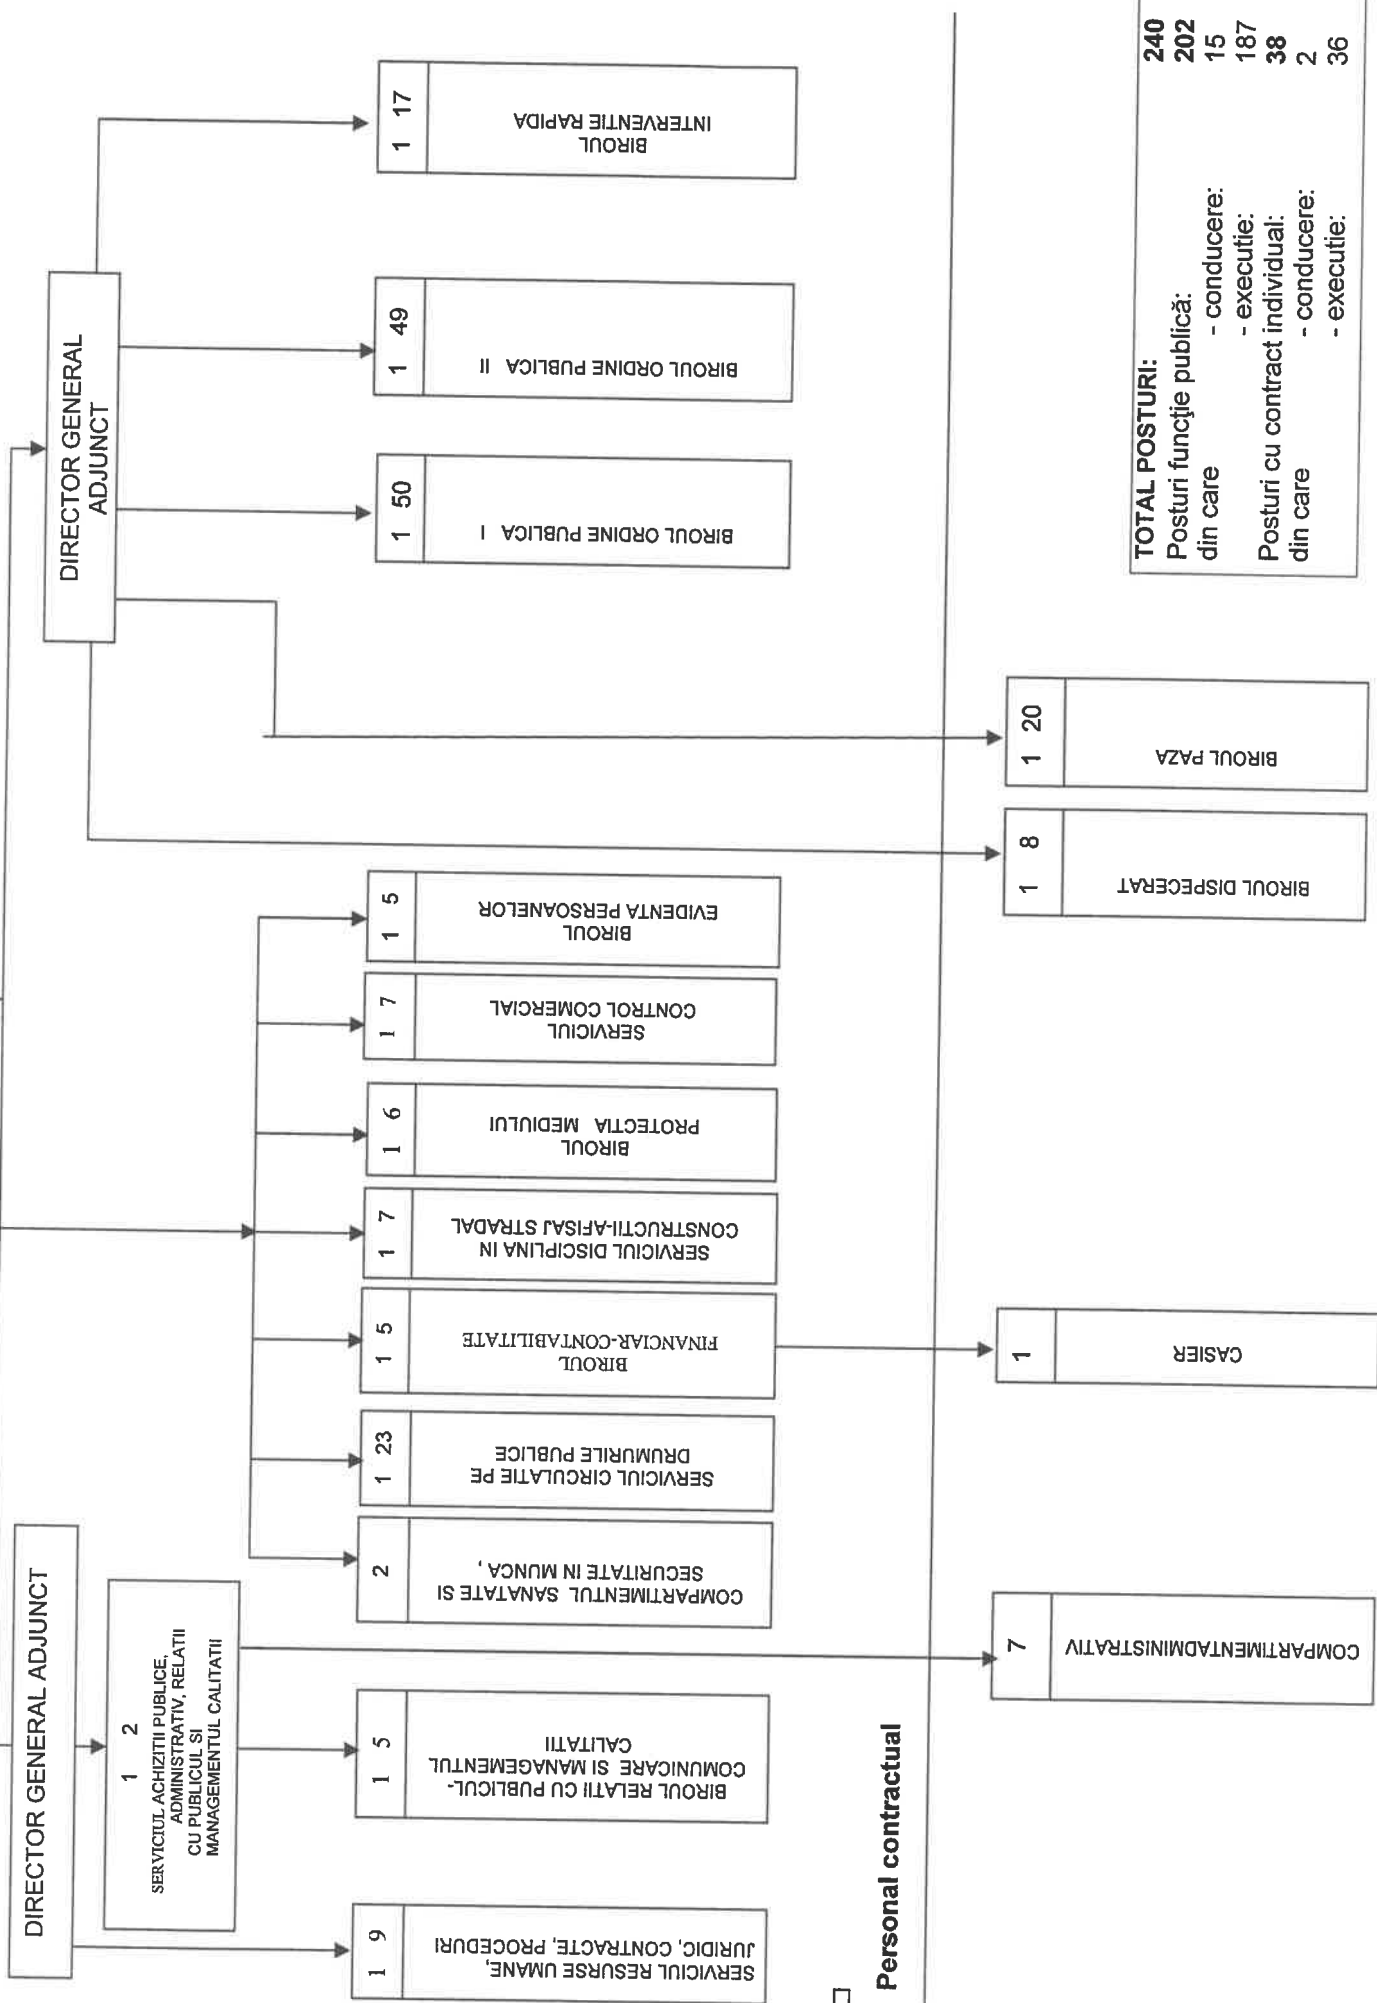 DIRECTOR GENERAL ADJUNCT
DIRECTOR GENERAL
ADJUNCT
1 2
SERVICIUL ACHIZITII PUBLICE,
ADMINISTRATIV, RELATII
CU PUBLICUL SI
MANAGEMENTUL CALITATII
1 9
SERVICIUL RESURSE UMANE,
JURIDIC, CONTRACTE, PROCEDURI
1 5
BIROUL RELATII CU PUBLICUL-
COMUNICARE SI MANAGEMENTUL
CALITATII
2
COMPARTIMENTUL SANATATE SI
SECURITATE IN MUNCA ,
1 23
SERVICIUL CIRCULATIE PE
DRUMURILE PUBLICE
1 5
BIROUL
FINANCIAR-CONTABILITATE
1 7
SERVICIUL DISCIPLINA IN
CONSTRUCTII-AFISAJ STRADAL
1 6
BIROUL
PROTECTIA MEDIULUI
1 7
SERVICIUL
CONTROL COMERCIAL
1 5
BIROUL
EVIDENTA PERSOANELOR
1 50
BIROUL ORDINE PUBLICA I
1 49
BIROUL ORDINE PUBLICA II
1 17
BIROUL
INTERVENTIE RAPIDA
Personal contractual
7
COMPARTIMENTADMINISTRATIV
1
CASIER
1 8
BIROUL DISPECERAT
1 20
BIROUL PAZA
TOTAL POSTURI: 240
Posturi funcţie publică: 202
din care - conducere: 15
- executie: 187
Posturi cu contract individual: 38
din care - conducere: 2
- executie: 36